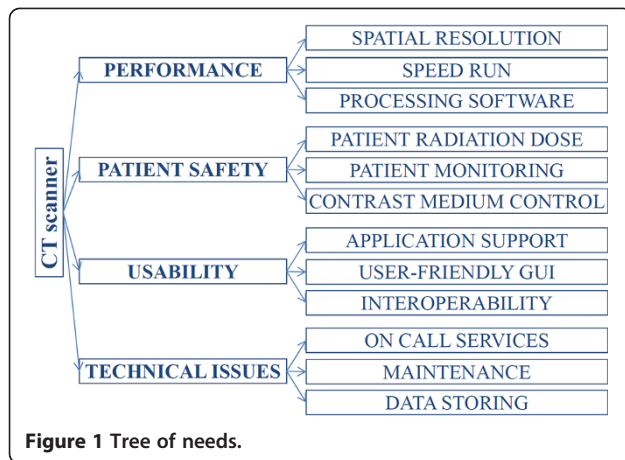 CT scanner
PERFORMANCE
SPATIAL RESOLUTION
SPEED RUN
PROCESSING SOFTWARE
PATIENT SAFETY
PATIENT RADIATION DOSE
PATIENT MONITORING
CONTRAST MEDIUM CONTROL
USABILITY
APPLICATION SUPPORT
USER-FRIENDLY GUI
INTEROPERABILITY
TECHNICAL ISSUES
ON CALL SERVICES
MAINTENANCE
DATA STORING
Figure 1 Tree of needs.